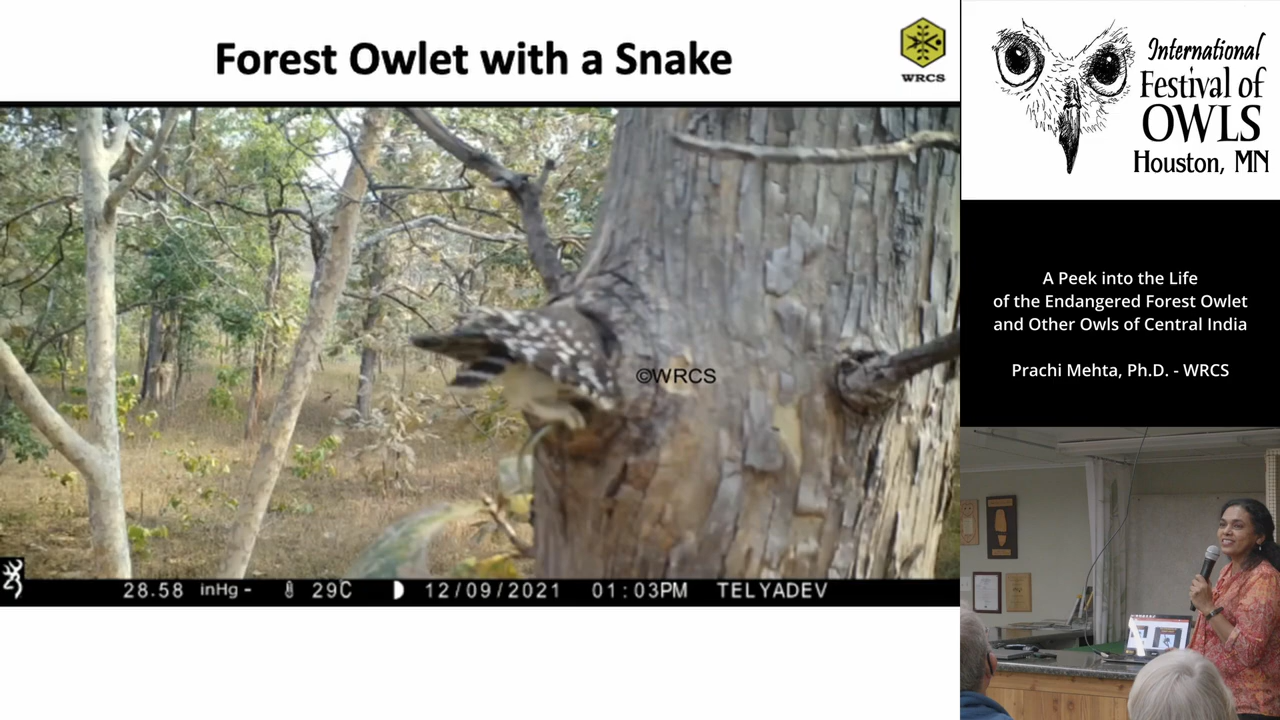 Forest Owlet with a Snake
WRCS
©WRCS
28.58 inHg - 29C 12/09/2021 01:03PM TELYADEV
International
Festival of
OWLS
Houston, MN
A Peek into the Life
of the Endangered Forest Owlet
and Other Owls of Central India
Prachi Mehta, Ph.D. - WRCS